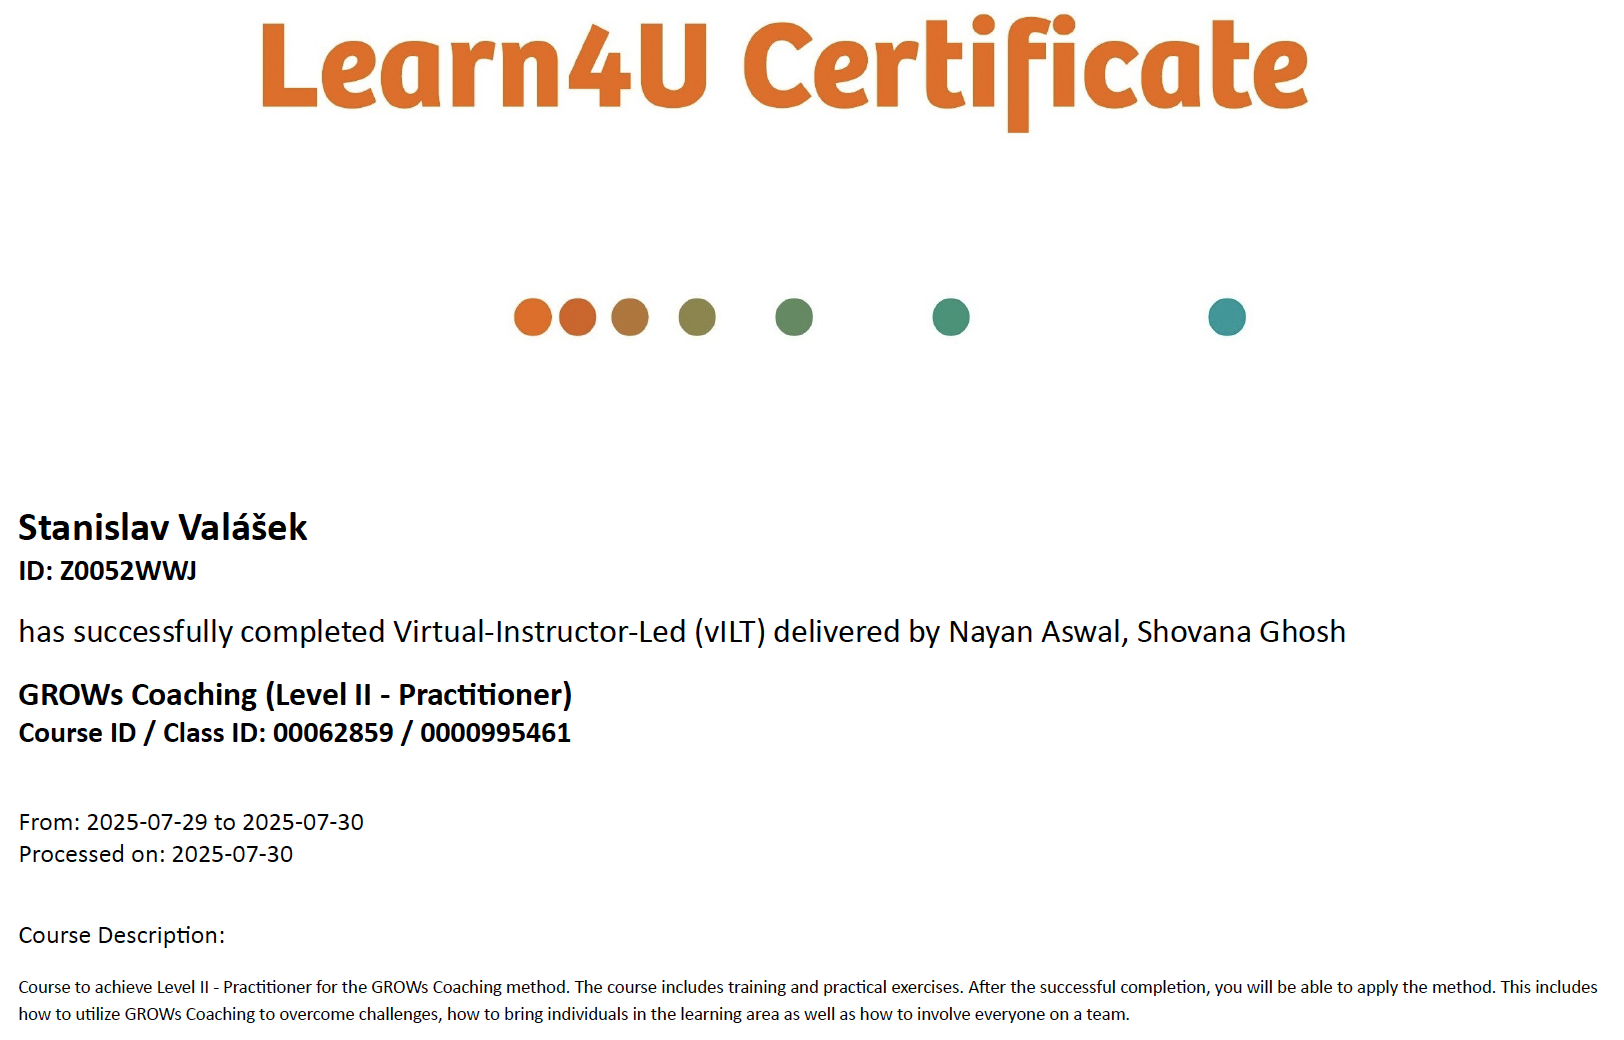 Learn4U Certificate
Stanislav Valášek
ID: Z0052WWJ
has successfully completed Virtual-Instructor-Led (vILT) delivered by Nayan Aswal, Shovana Ghosh
GROWs Coaching (Level II - Practitioner)
Course ID / Class ID: 00062859 / 0000995461
From: 2025-07-29 to 2025-07-30
Processed on: 2025-07-30
Course Description:
Course to achieve Level II - Practitioner for the GROWs Coaching method. The course includes training and practical exercises. After the successful completion, you will be able to apply the method. This includes
how to utilize GROWs Coaching to overcome challenges, how to bring individuals in the learning area as well as how to involve everyone on a team.